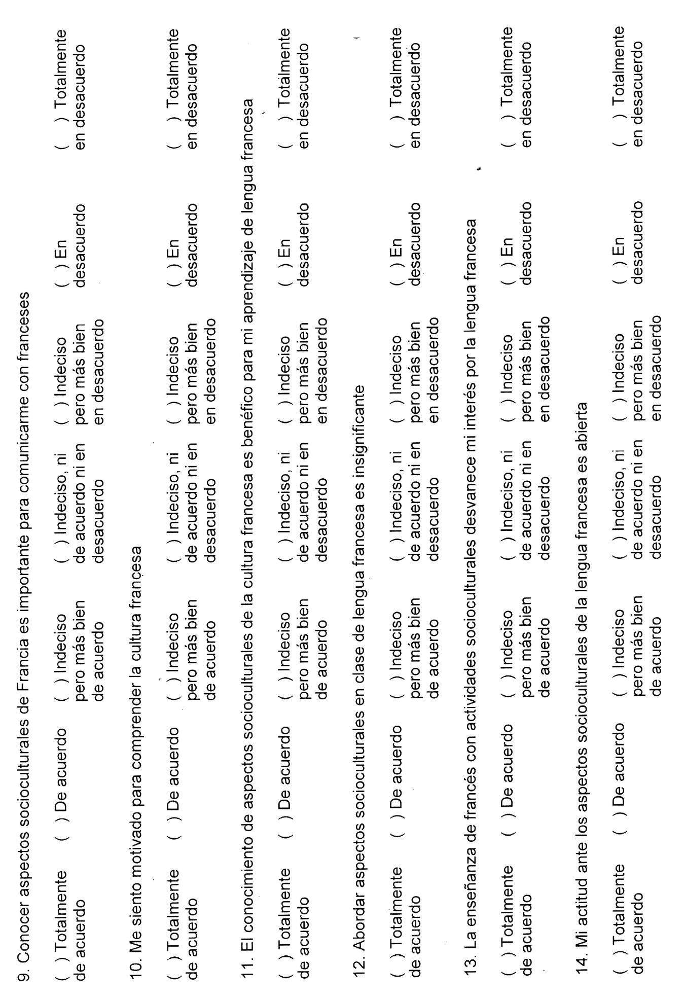 9. Conocer aspectos socioculturales de Francia es importante para comunicarme con franceses
( ) Totalmente ( ) De acuerdo ( ) Indeciso ( ) Indeciso, ni ( ) Indeciso ( ) En ( ) Totalmente
de acuerdo pero más bien de acuerdo ni en pero más bien desacuerdo en desacuerdo
de acuerdo desacuerdo en desacuerdo
10. Me siento motivado para comprender la cultura francesa
( ) Totalmente ( ) De acuerdo ( ) Indeciso ( ) Indeciso, ni ( ) Indeciso ( ) En ( ) Totalmente
de acuerdo pero más bien de acuerdo ni en pero más bien desacuerdo en desacuerdo
de acuerdo desacuerdo en desacuerdo
11. El conocimiento de aspectos socioculturales de la cultura francesa es benéfico para mi aprendizaje de lengua francesa
( ) Totalmente ( ) De acuerdo ( ) Indeciso ( ) Indeciso, ni ( ) Indeciso ( ) En ( ) Totalmente
de acuerdo pero más bien de acuerdo ni en pero más bien desacuerdo en desacuerdo
de acuerdo desacuerdo en desacuerdo
12. Abordar aspectos socioculturales en clase de lengua francesa es insignificante
( ) Totalmente ( ) De acuerdo ( ) Indeciso ( ) Indeciso, ni ( ) Indeciso ( ) En ( ) Totalmente
de acuerdo pero más bien de acuerdo ni en pero más bien desacuerdo en desacuerdo
de acuerdo desacuerdo en desacuerdo
13. La enseñanza de francés con actividades socioculturales desvanece mi interés por la lengua francesa
( ) Totalmente ( ) De acuerdo ( ) Indeciso ( ) Indeciso, ni ( ) Indeciso ( ) En ( ) Totalmente
de acuerdo pero más bien de acuerdo ni en pero más bien desacuerdo en desacuerdo
de acuerdo desacuerdo en desacuerdo
14. Mi actitud ante los aspectos socioculturales de la lengua francesa es abierta
( ) Totalmente ( ) De acuerdo ( ) Indeciso ( ) Indeciso, ni ( ) Indeciso ( ) En ( ) Totalmente
de acuerdo pero más bien de acuerdo ni en pero más bien desacuerdo en desacuerdo
de acuerdo desacuerdo en desacuerdo